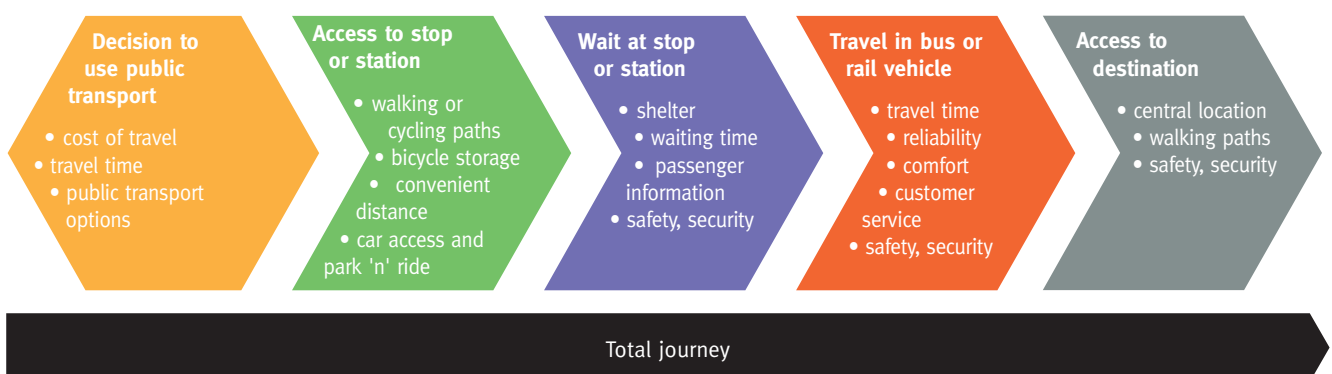 Decision to
use public
transport
• cost of travel
• travel time
• public transport
options
Access to stop
or station
• walking or
cycling paths
• bicycle storage
• convenient
distance
• car access and
park 'n' ride
Wait at stop
or station
• shelter
• waiting time
• passenger
information
• safety, security
Travel in bus or
rail vehicle
• travel time
• reliability
• comfort
• customer
service
• safety, security
Access to
destination
• central location
• walking paths
• safety, security
Total journey